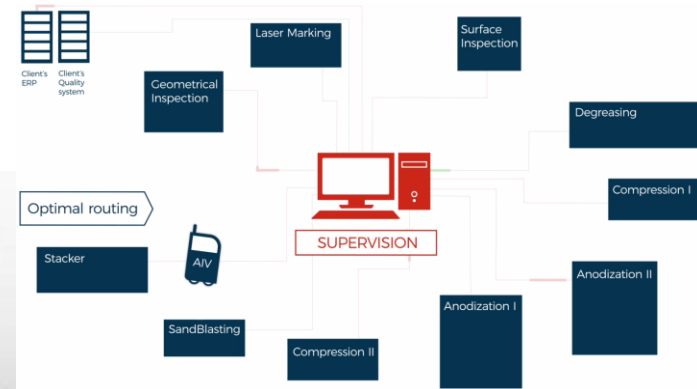 Client's
ERP
Client's
Quality
system
Laser Marking
Surface
Inspection
Geometrical
Inspection
Degreasing
Compression I
Optimal routing
SUPERVISION
Stacker
AIV
Anodization II
Anodization I
SandBlasting
Compression II